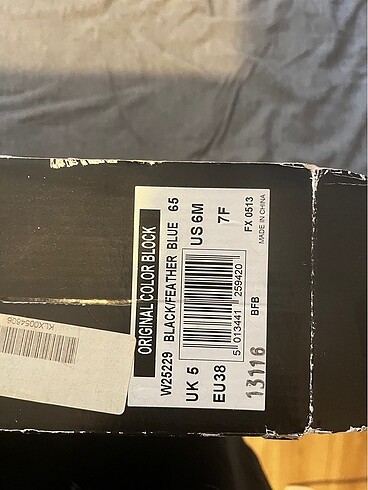 ORIGINAL COLOR BLOCK
W25229 BLACK/FEATHER BLUE 65
UK 5 US 6M
EU38 7F
5 013441 259420
BFB
FX 0513
MADE IN CHINA
13116
KLX0054806